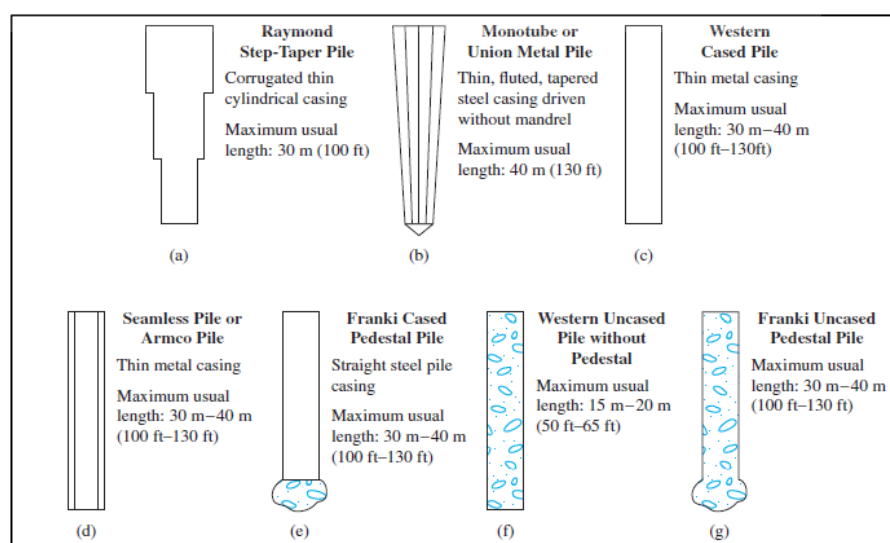 Raymond
Step-Taper Pile
Corrugated thin
cylindrical casing
Maximum usual
length: 30 m (100 ft)
(a)
Monotube or
Union Metal Pile
Thin, fluted, tapered
steel casing driven
without mandrel
Maximum usual
length: 40 m (130 ft)
(b)
Western
Cased Pile
Thin metal casing
Maximum usual
length: 30 m–40 m
(100 ft–130ft)
(c)
Seamless Pile or
Armco Pile
Thin metal casing
Maximum usual
length: 30 m–40 m
(100 ft–130 ft)
(d)
Franki Cased
Pedestal Pile
Straight steel pile
casing
Maximum usual
length: 30 m–40 m
(100 ft–130 ft)
(e)
Western Uncased
Pile without
Pedestal
Maximum usual
length: 15 m–20 m
(50 ft–65 ft)
(f)
Franki Uncased
Pedestal Pile
Maximum usual
length: 30 m–40 m
(100 ft–130 ft)
(g)